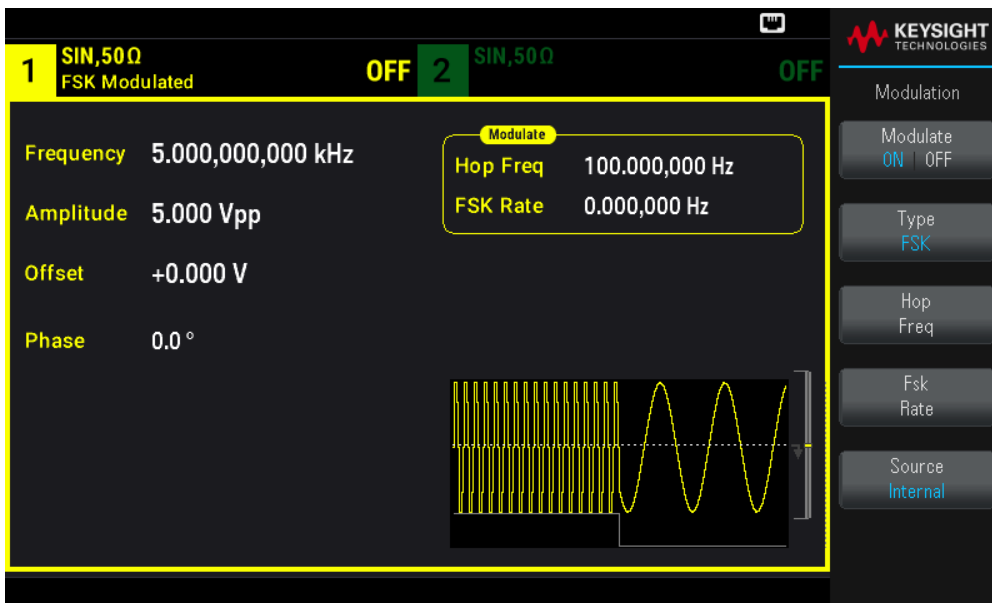 1
SIN,50Ω
FSK Modulated
OFF
2
SIN,50Ω
OFF
Frequency 5.000,000,000 kHz
Amplitude 5.000 Vpp
Offset +0.000 V
Phase 0.0 °
Modulate
Hop Freq 100.000,000 Hz
FSK Rate 0.000,000 Hz
KEYSIGHT
TECHNOLOGIES
Modulation
Modulate
ON | OFF
Type
FSK
Hop
Freq
Fsk
Rate
Source
Internal